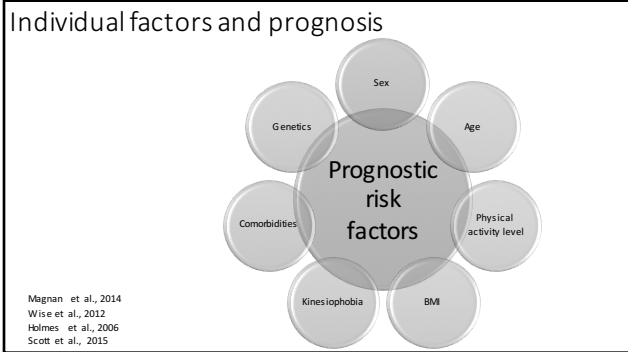 Individual factors and prognosis
Sex
Genetics
Age
Prognostic
risk
factors
Comorbidities
Physical
activity level
Kinesiophobia
BMI
Magnan et al., 2014
Wise et al., 2012
Holmes et al., 2006
Scott et al., 2015